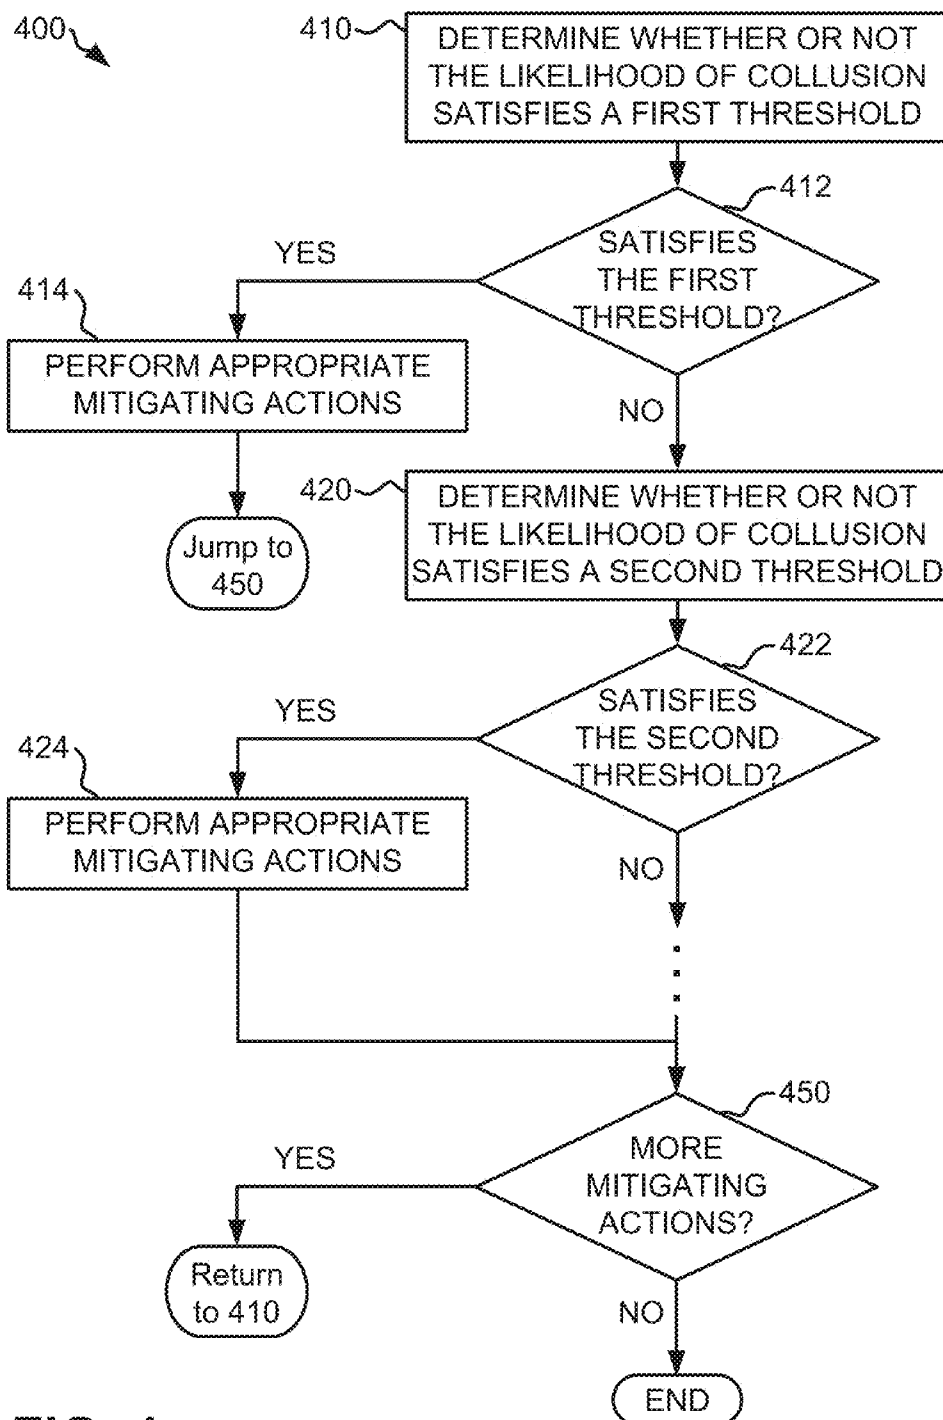 400
410
DETERMINE WHETHER OR NOT
THE LIKELIHOOD OF COLLUSION
SATISFIES A FIRST THRESHOLD
412
SATISFIES
THE FIRST
THRESHOLD?
YES
414
PERFORM APPROPRIATE
MITIGATING ACTIONS
NO
Jump to
450
420
DETERMINE WHETHER OR NOT
THE LIKELIHOOD OF COLLUSION
SATISFIES A SECOND THRESHOLD
422
SATISFIES
THE SECOND
THRESHOLD?
YES
424
PERFORM APPROPRIATE
MITIGATING ACTIONS
NO
450
MORE
MITIGATING
ACTIONS?
YES
Return
to 410
NO
END